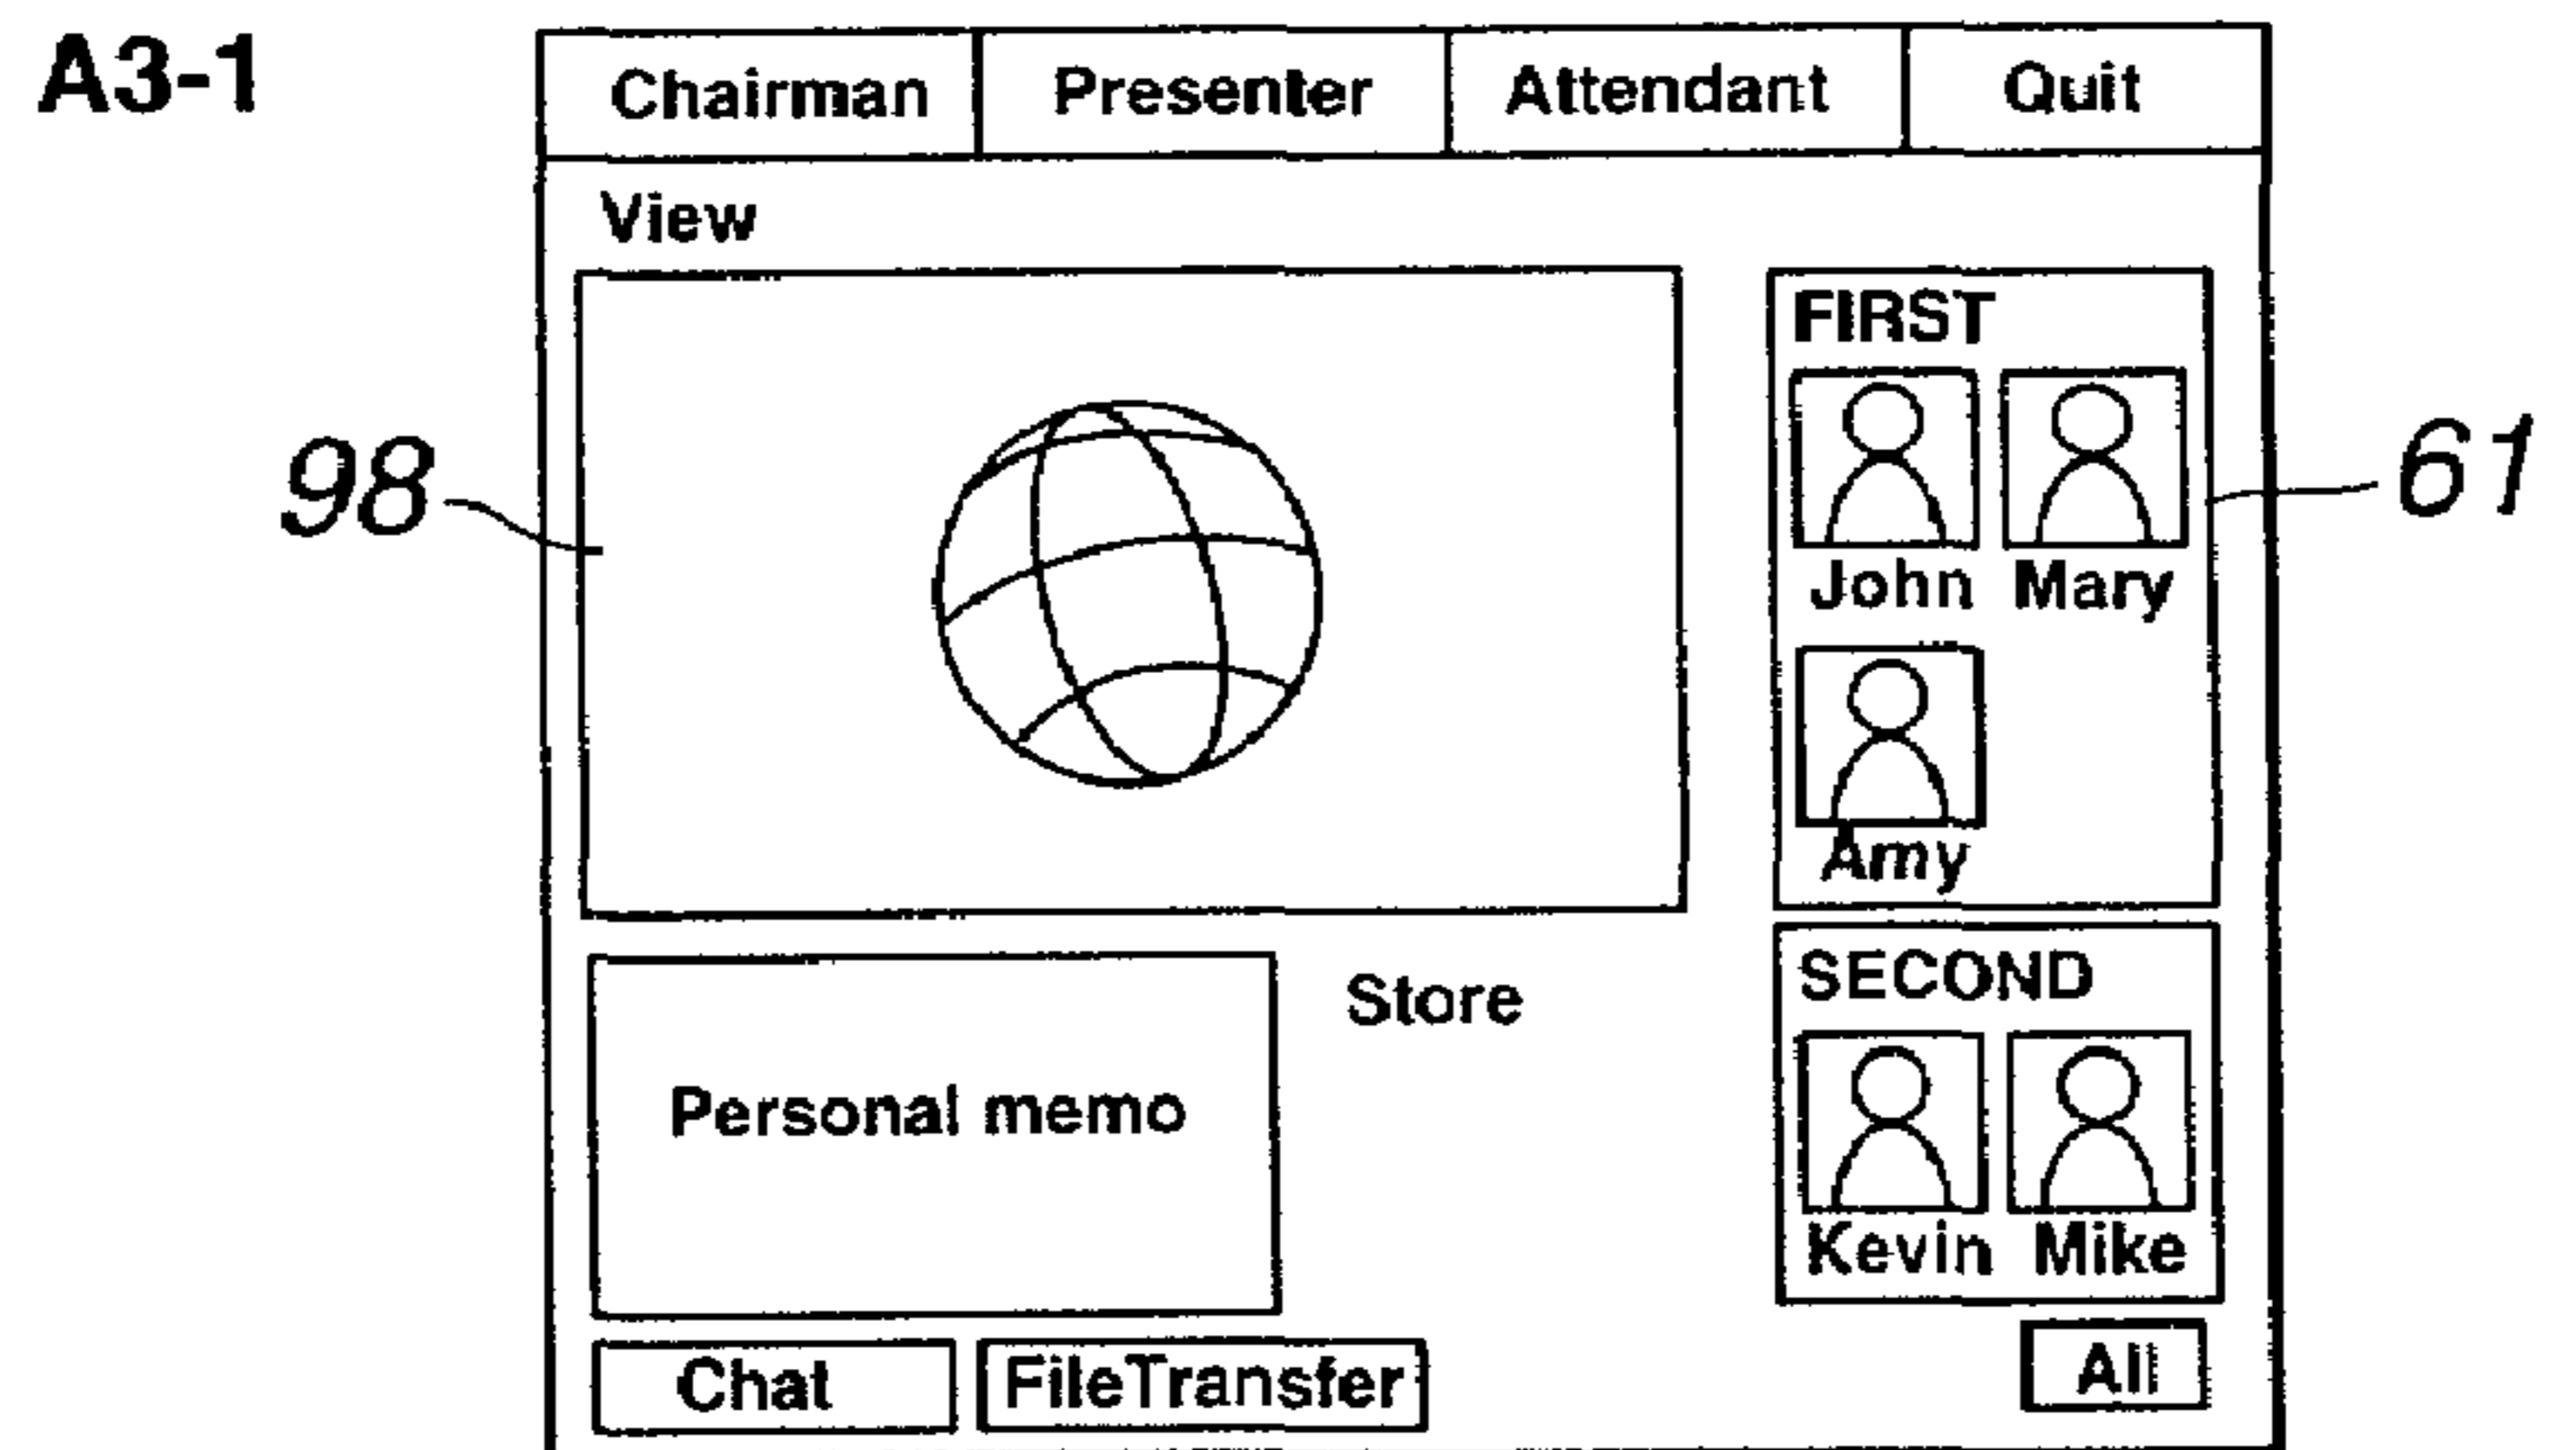 A3-1
Chairman Presenter Attendant Quit
View
98
FIRST
61
John Mary
Amy
Store
SECOND
Personal memo
Kevin Mike
Chat FileTransfer All